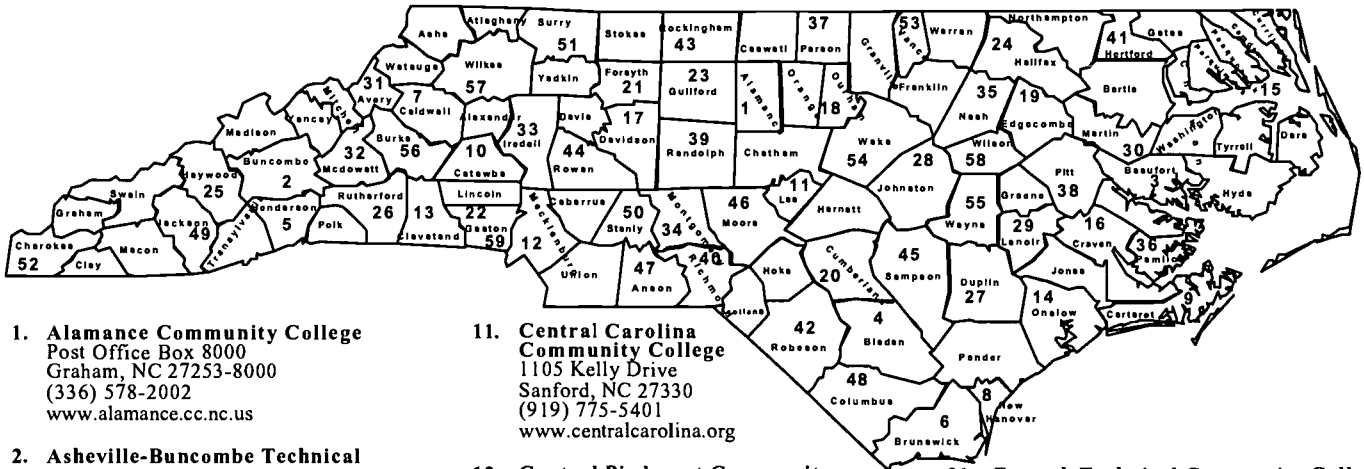 Alleghany Surry Stokes Rockingham Caswell 37 Person Granville 53 Vance Warren Northampton Gates
Ashe 51 43 24 Halifax 41 Hertford
Watauga Wilkes 57 Yadkin Forsyth 21 23 Guilford Alamanc 1 Orange Durham 18 Franklin 35 Nash 19 Edgecombe Bertie 15
31 Avery 7 Caldwell Alexander Davie 17 Davidson
Mitchell Yancey Madison Burke 56 33 Iredell 39 Randolph Chatham Wake 54 Wilson 58 Martin 30 Washington Tyrrell Dare
Buncombe 2 32 McDowell 10 Catawba 44 Rowan 28 Johnston Greene Pitt 38 Beaufort 3 Hyde
Swain Haywood 25 Rutherford 26 13 Cleveland Lincoln 22 Gaston 59 Mecklenburg 12 Cabarrus 50 Stanly Montgom 34 46 Moore 11 Lee Harnett 55 Wayne 29 Lenoir 16 Craven 36 Pamlico
Graham Jackson 49 Transylvania Henderson 5 Polk
Cherokee 52 Clay Macon Union 47 Anson 40 Richmo Hoke 20 Cumberlan 45 Sampson Duplin 27 Jones 14 Onslow Carteret 9
42 Robeson 4 Bladen Pender
48 Columbus 8 New Hanover
6 Brunswick
1. Alamance Community College
Post Office Box 8000
Graham, NC 27253-8000
(336) 578-2002
www.alamance.cc.nc.us
2. Asheville-Buncombe Technical
11. Central Carolina
Community College
1105 Kelly Drive
Sanford, NC 27330
(919) 775-5401
www.centralcarolina.org